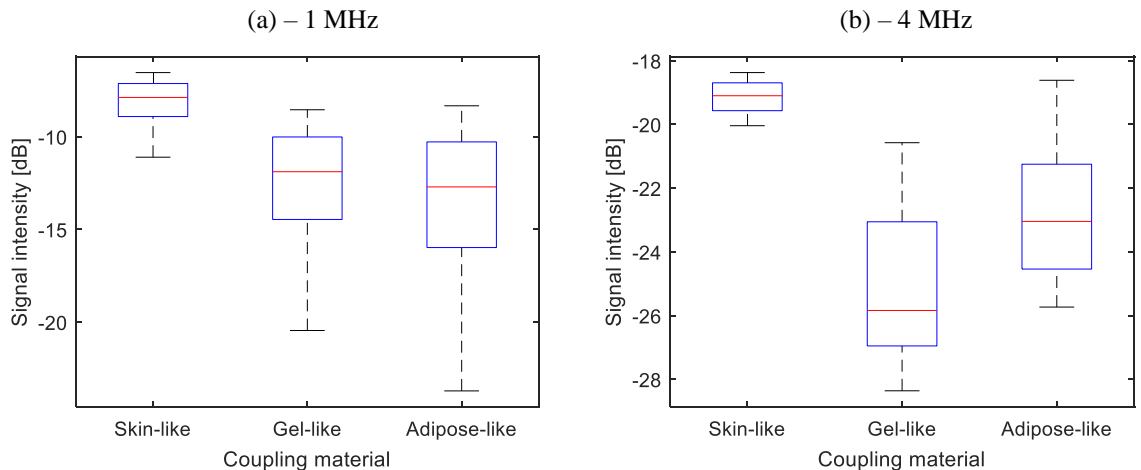 (a) – 1 MHz
Signal intensity [dB]
-10
-15
-20
Skin-like Gel-like Adipose-like
Coupling material
(b) – 4 MHz
Signal intensity [dB]
-18
-20
-22
-24
-26
-28
Skin-like Gel-like Adipose-like
Coupling material